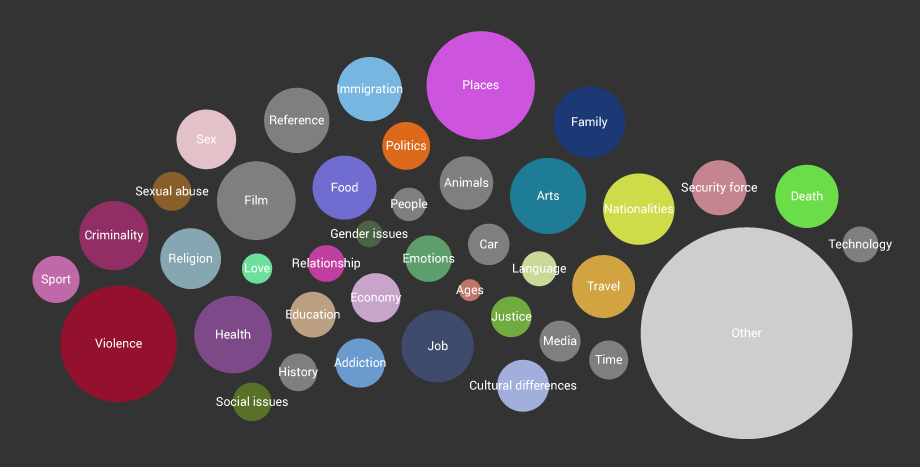 Places
Immigration
Reference
Family
Sex
Politics
Animals
Food
Sexual abuse
Film
People
Arts
Nationalities
Security force
Death
Criminality
Gender issues
Car
Technology
Religion
Love
Relationship
Emotions
Language
Sport
Ages
Travel
Economy
Education
Justice
Health
Violence
Other
Media
Job
Time
Addiction
History
Cultural differences
Social issues